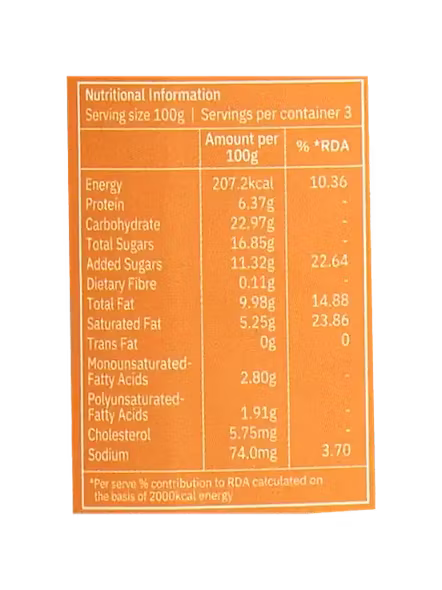 Nutritional Information
Serving size 100g | Servings per container 3
Amount per 100g % *RDA
Energy 207.2kcal 10.36
Protein 6.37g -
Carbohydrate 22.97g -
Total Sugars 16.85g -
Added Sugars 11.32g 22.64
Dietary Fibre 0.11g -
Total Fat 9.98g 14.88
Saturated Fat 5.25g 23.86
Trans Fat 0g 0
Monounsaturated-
Fatty Acids 2.80g -
Polyunsaturated-
Fatty Acids 1.91g -
Cholesterol 5.75mg -
Sodium 74.0mg 3.70
*Per serve % contribution to RDA calculated on
the basis of 2000kcal energy